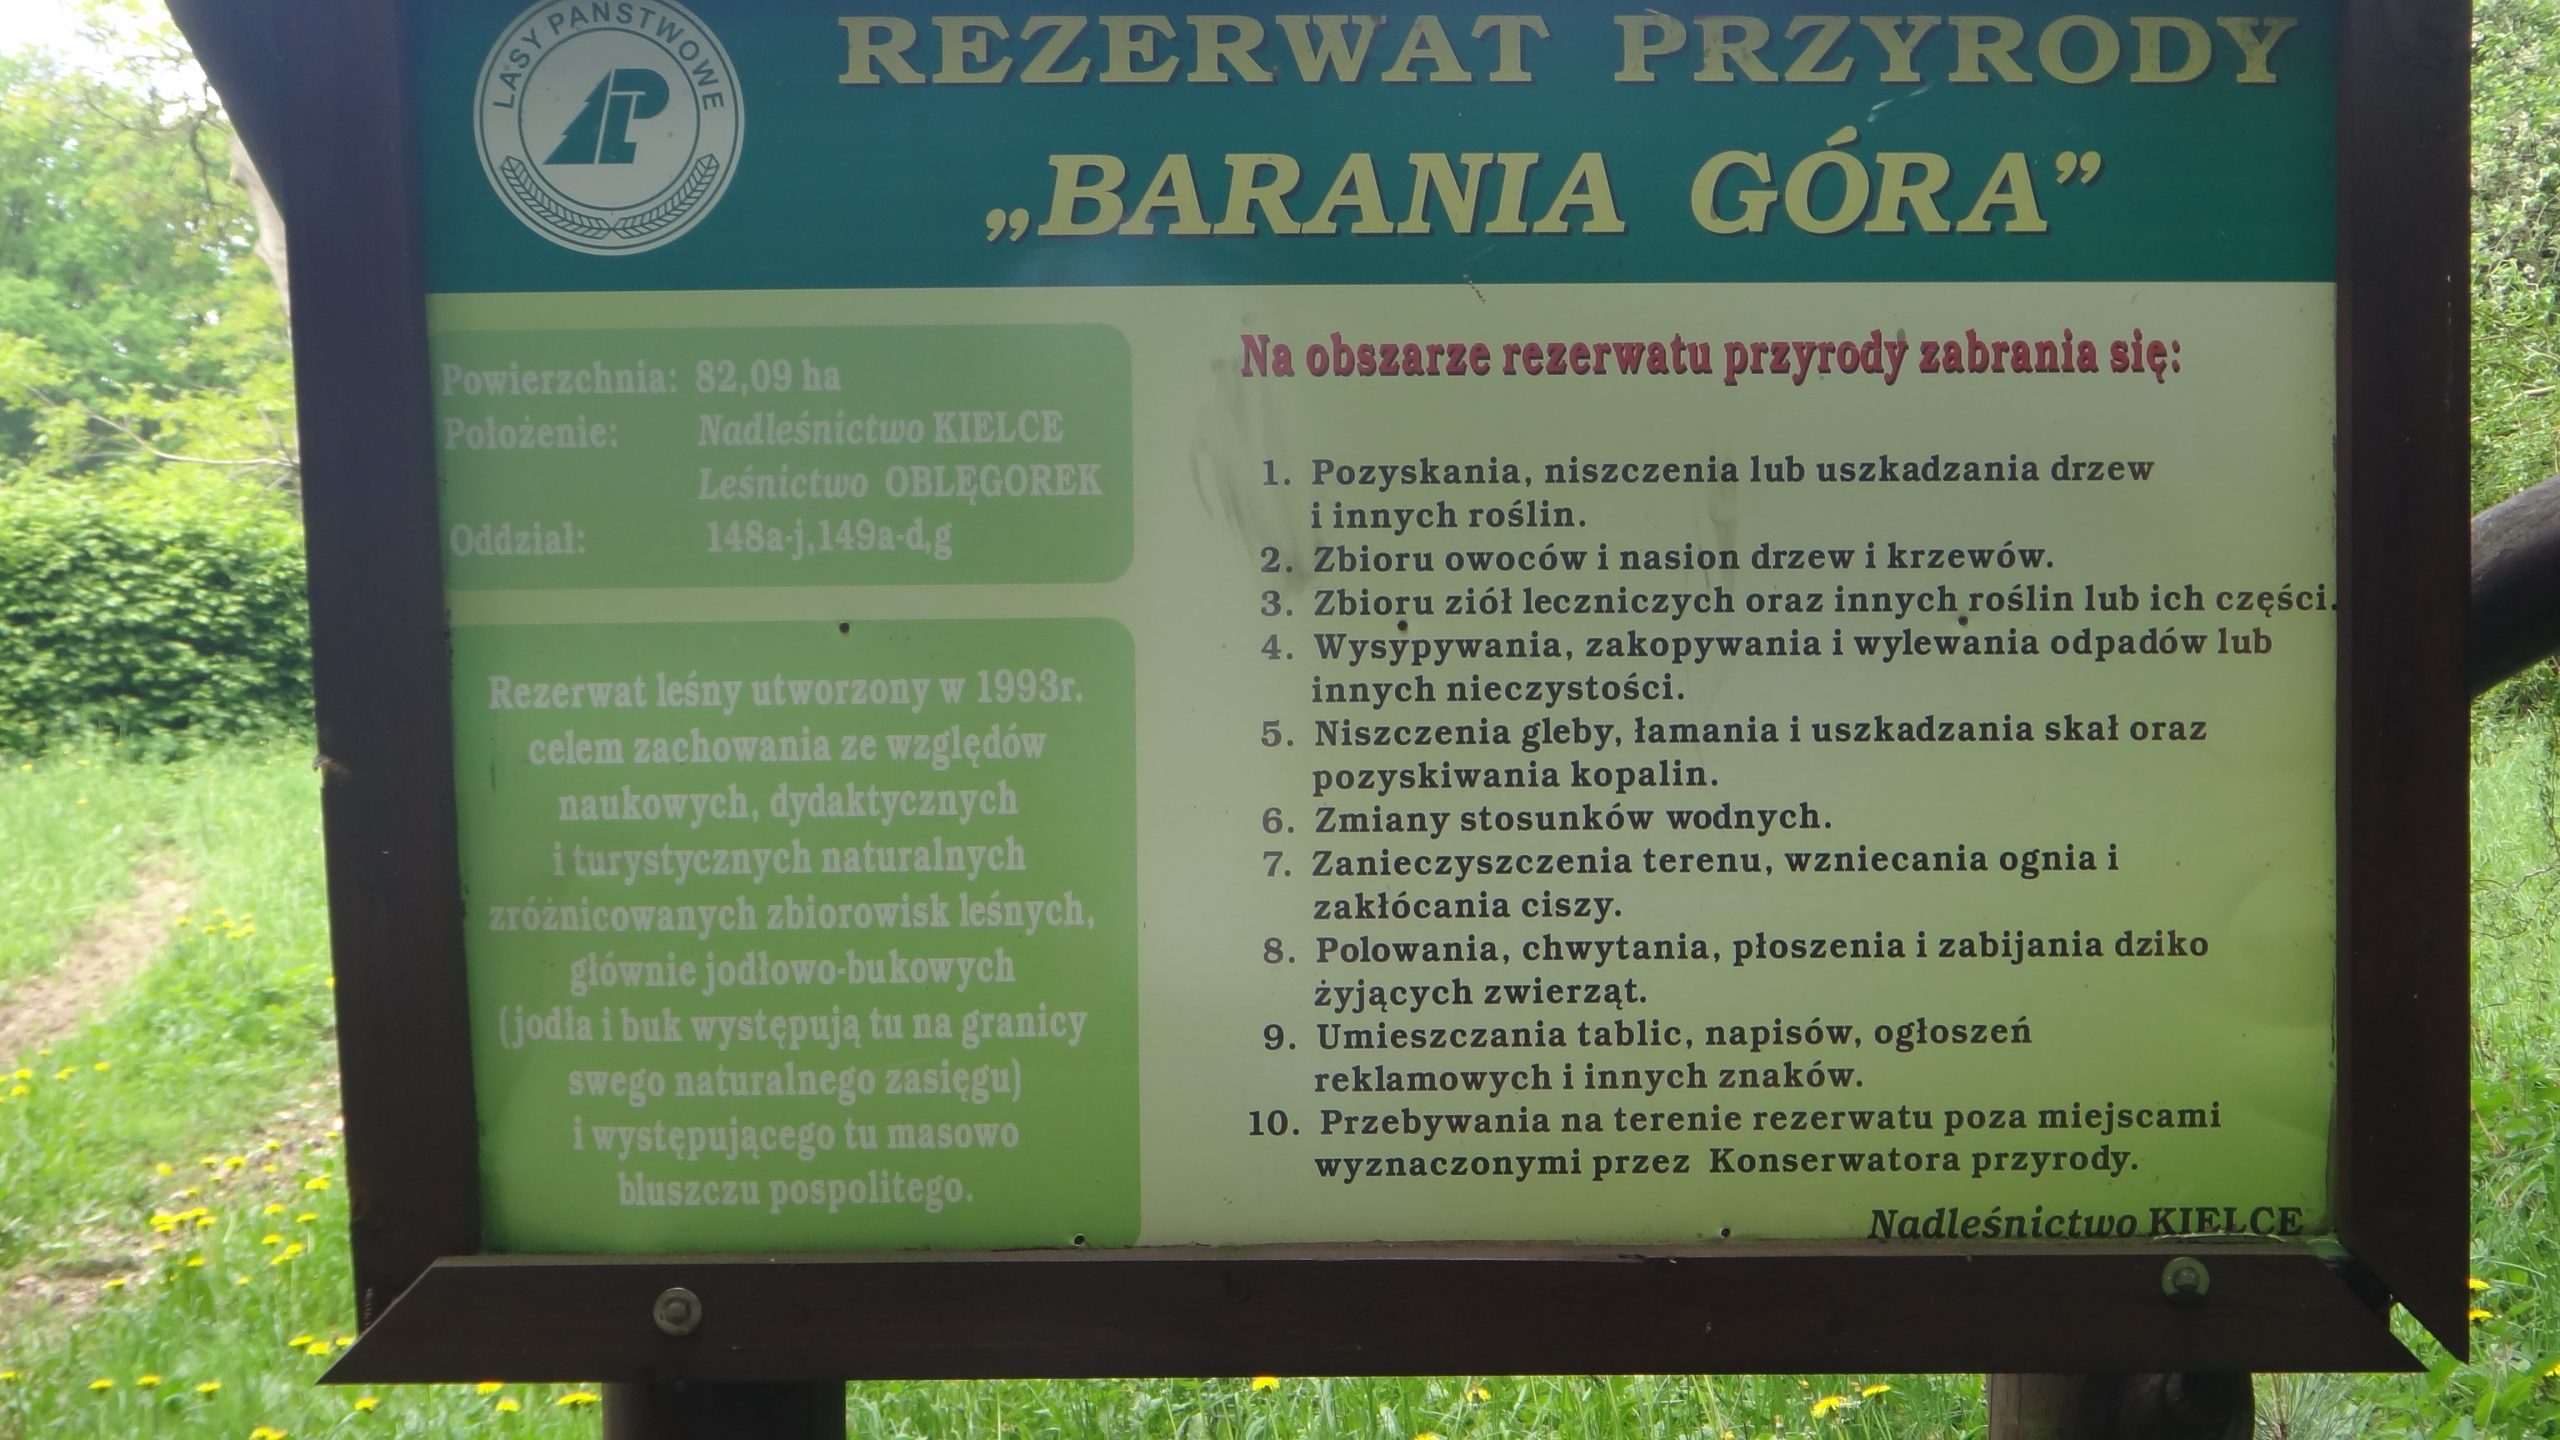 LASY PAŃSTWOWE
REZERWAT PRZYRODY
„BARANIA GÓRA”
Powierzchnia: 82,09 ha
Położenie: Nadleśnictwo KIELCE
Leśnictwo OBLĘGOREK
Oddział: 148a-j,149a-d,g
Rezerwat leśny utworzony w 1993r.
celem zachowania ze względów
naukowych, dydaktycznych
i turystycznych naturalnych
zróżnicowanych zbiorowisk leśnych,
głównie jodłowo-bukowych
(jodła i buk występują tu na granicy
swego naturalnego zasięgu)
i występującego tu masowo
bluszczu pospolitego.
Na obszarze rezerwatu przyrody zabrania się:
1. Pozyskania, niszczenia lub uszkadzania drzew
i innych roślin.
2. Zbioru owoców i nasion drzew i krzewów.
3. Zbioru ziół leczniczych oraz innych roślin lub ich części.
4. Wysypywania, zakopywania i wylewania odpadów lub
innych nieczystości.
5. Niszczenia gleby, łamania i uszkadzania skał oraz
pozyskiwania kopalin.
6. Zmiany stosunków wodnych.
7. Zanieczyszczenia terenu, wzniecania ognia i
zakłócania ciszy.
8. Polowania, chwytania, płoszenia i zabijania dziko
żyjących zwierząt.
9. Umieszczania tablic, napisów, ogłoszeń
reklamowych i innych znaków.
10. Przebywania na terenie rezerwatu poza miejscami
wyznaczonymi przez Konserwatora przyrody.
Nadleśnictwo KIELCE